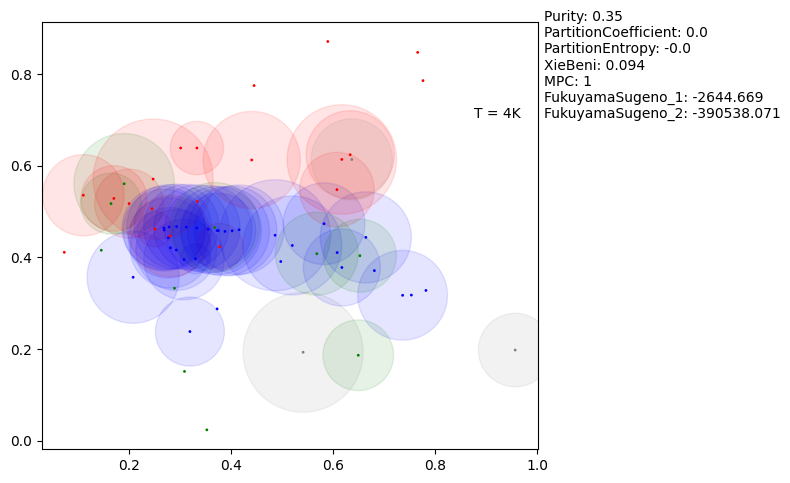 Purity: 0.35
PartitionCoefficient: 0.0
PartitionEntropy: -0.0
XieBeni: 0.094
MPC: 1
FukuyamaSugeno_1: -2644.669
FukuyamaSugeno_2: -390538.071
T = 4K
0.8
0.6
0.4
0.2
0.0
0.2 0.4 0.6 0.8 1.0